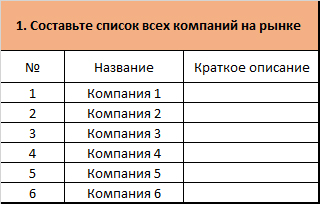 1. Составьте список всех компаний на рынке
№ Название Краткое описание
1 Компания 1
2 Компания 2
3 Компания 3
4 Компания 4
5 Компания 5
6 Компания 6